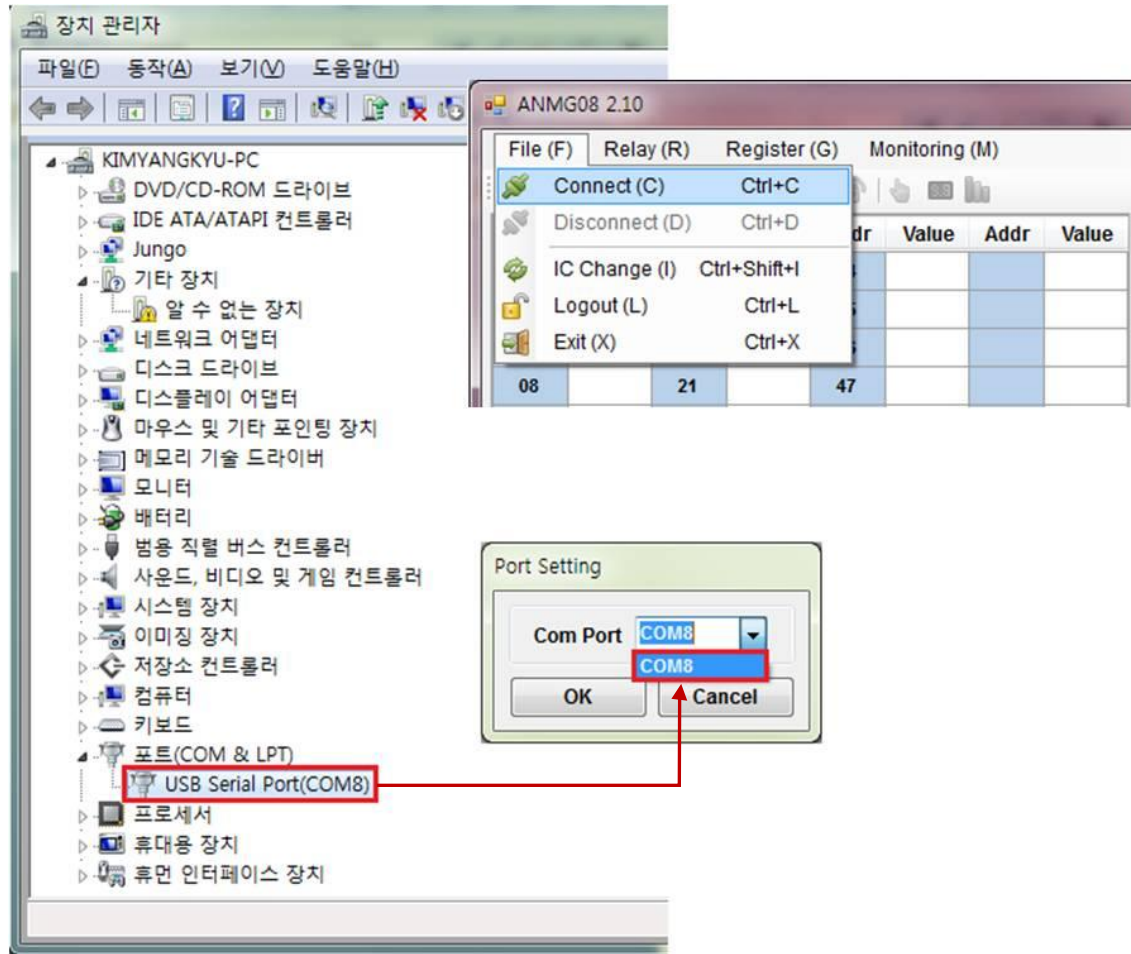 장치 관리자
파일(F) 동작(A) 보기(V) 도움말(H)
KIMYANGKYU-PC
DVD/CD-ROM 드라이브
IDE ATA/ATAPI 컨트롤러
Jungo
기타 장치
알 수 없는 장치
네트워크 어댑터
디스크 드라이브
디스플레이 어댑터
마우스 및 기타 포인팅 장치
메모리 기술 드라이버
모니터
배터리
범용 직렬 버스 컨트롤러
사운드, 비디오 및 게임 컨트롤러
시스템 장치
이미징 장치
저장소 컨트롤러
컴퓨터
키보드
포트(COM & LPT)
USB Serial Port(COM8)
프로세서
휴대용 장치
휴먼 인터페이스 장치
ANMG08 2.10
File (F) Relay (R) Register (G) Monitoring (M)
Connect (C) Ctrl+C
Disconnect (D) Ctrl+D
Value Addr Value
IC Change (I) Ctrl+Shift+I
Logout (L) Ctrl+L
Exit (X) Ctrl+X
08 21 47
Port Setting
Com Port COM8
COM8
OK Cancel